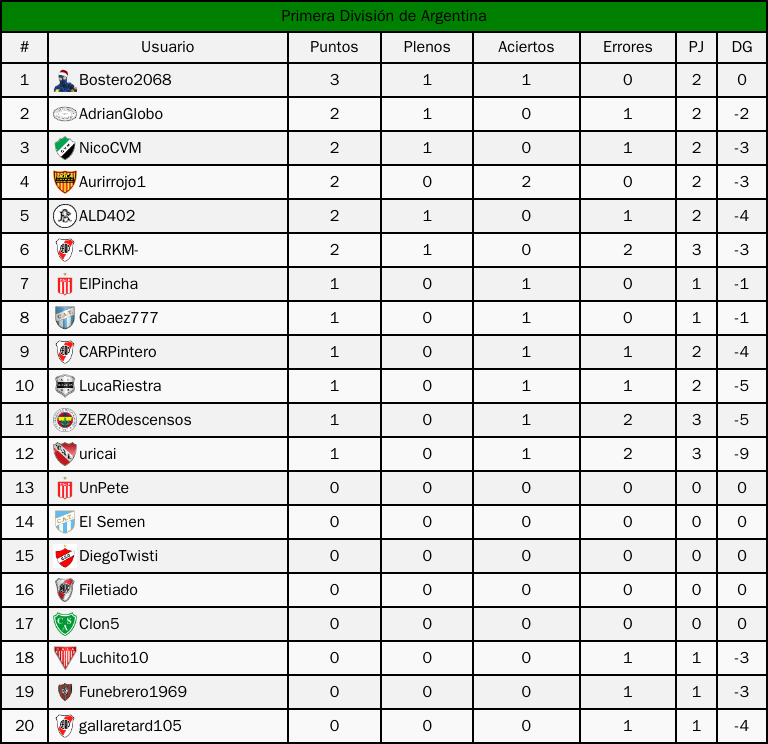 Primera División de Argentina
# Usuario Puntos Plenos Aciertos Errores PJ DG
1 Bostero2068 3 1 1 0 2 0
2 AdrianGlobo 2 1 0 1 2 -2
3 NicoCVM 2 1 0 1 2 -3
4 Aurirrojo1 2 0 2 0 2 -3
5 ALD402 2 1 0 1 2 -4
6 -CLRKM- 2 1 0 2 3 -3
7 ElPincha 1 0 1 0 1 -1
8 Cabaez777 1 0 1 0 1 -1
9 CARPintero 1 0 1 1 2 -4
10 LucaRiestra 1 0 1 1 2 -5
11 ZER0descensos 1 0 1 2 3 -5
12 uricai 1 0 1 2 3 -9
13 UnPete 0 0 0 0 0 0
14 El Semen 0 0 0 0 0 0
15 DiegoTwisti 0 0 0 0 0 0
16 Filetiado 0 0 0 0 0 0
17 Clon5 0 0 0 0 0 0
18 Luchito10 0 0 0 1 1 -3
19 Funebrero1969 0 0 0 1 1 -3
20 gallaretard105 0 0 0 1 1 -4